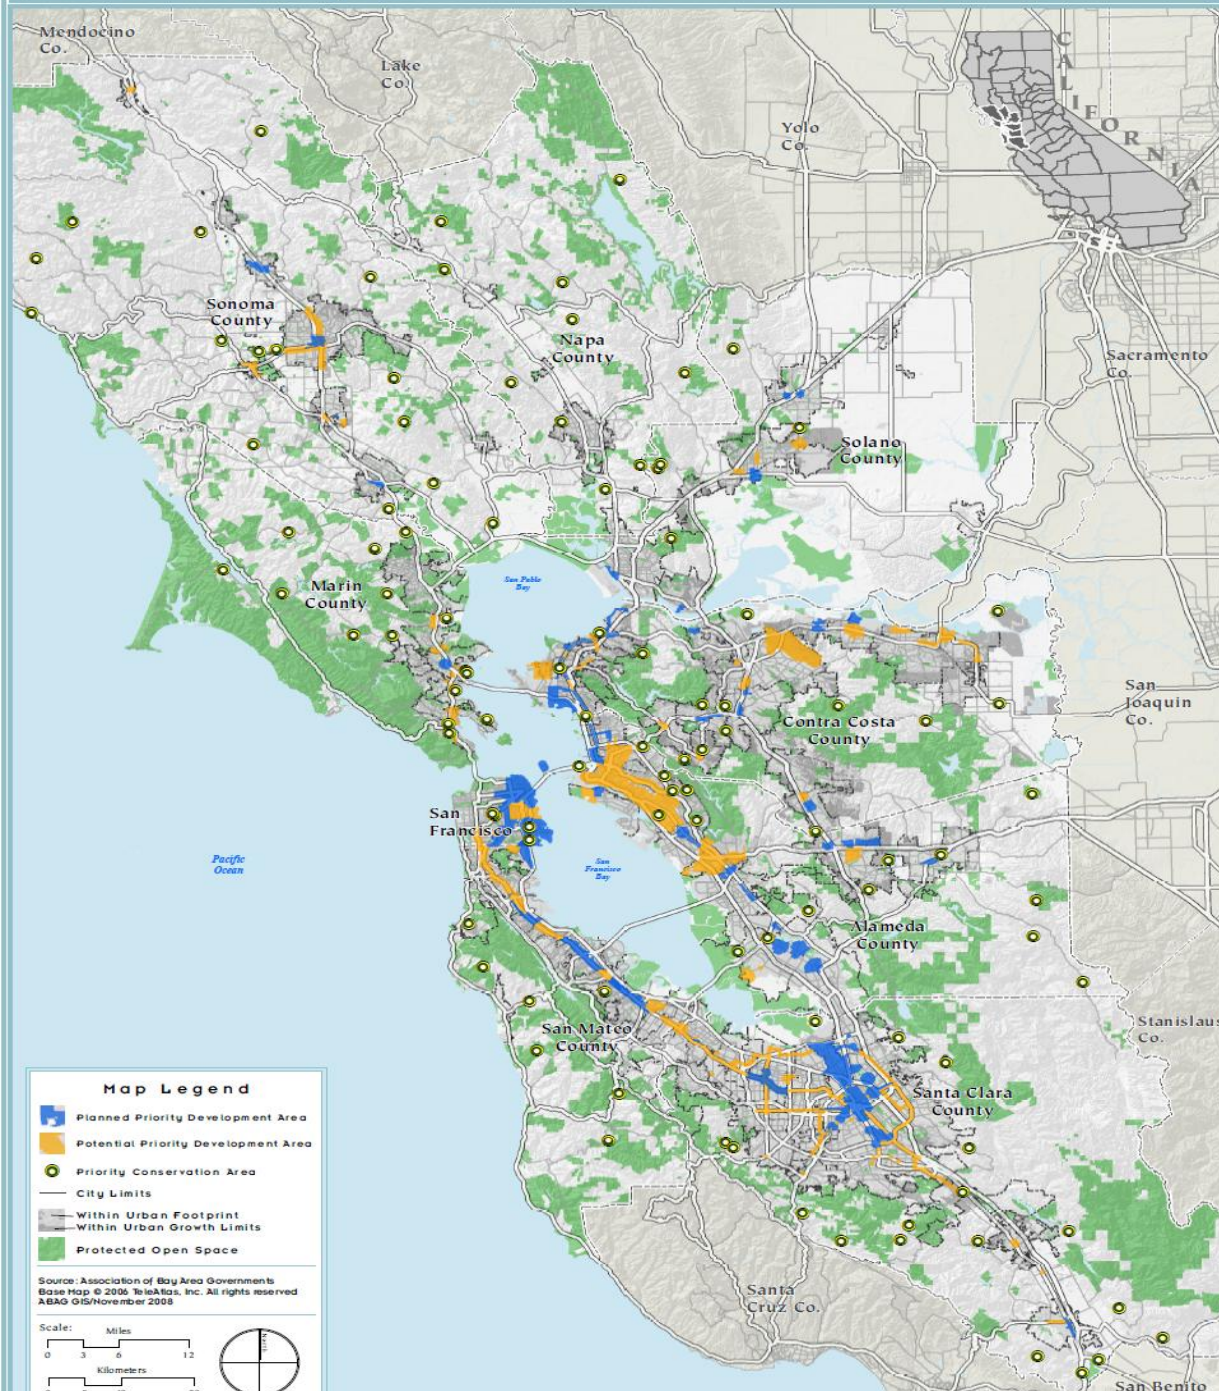 Mendocino
Co.
Lake
Co.
Yolo
Co.
CALIFORNIA
Sonoma
County
Napa
County
Sacramento
Co.
Solano
County
Marin
County
San Pablo
Bay
San
Joaquin
Co.
Contra Costa
County
San
Francisco
Pacific
Ocean
San
Francisco
Bay
Alameda
County
San Mateo
County
Stanislaus
Co.
Santa Clara
County
Santa
Cruz Co.
San Benito
Map Legend
Planned Priority Development Area
Potential Priority Development Area
Priority Conservation Area
City Limits
Within Urban Footprint
Within Urban Growth Limits
Protected Open Space
Source: Association of Bay Area Governments
Base Map © 2006 TeleAtlas, Inc. All rights reserved
ABAG GIS/November 2008
Scale:
Miles
0 3 6 12
Kilometers
North